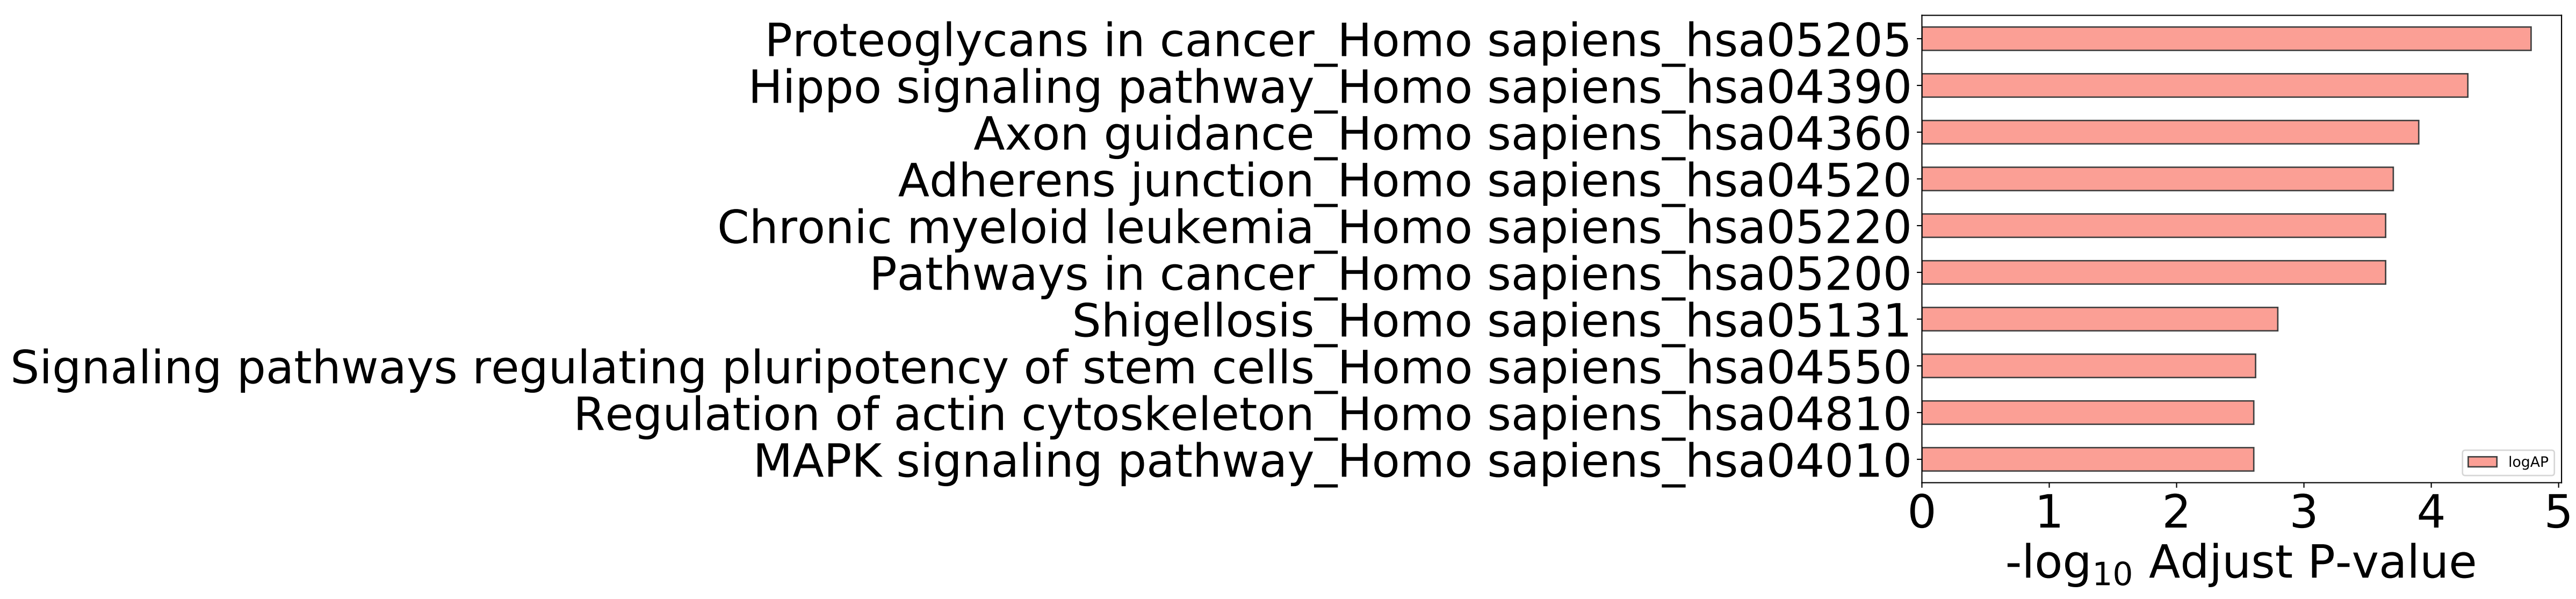 Proteoglycans in cancer_Homo sapiens_hsa05205
Hippo signaling pathway_Homo sapiens_hsa04390
Axon guidance_Homo sapiens_hsa04360
Adherens junction_Homo sapiens_hsa04520
Chronic myeloid leukemia_Homo sapiens_hsa05220
Pathways in cancer_Homo sapiens_hsa05200
Shigellosis_Homo sapiens_hsa05131
Signaling pathways regulating pluripotency of stem cells_Homo sapiens_hsa04550
Regulation of actin cytoskeleton_Homo sapiens_hsa04810
MAPK signaling pathway_Homo sapiens_hsa04010
logAP
0 1 2 3 4 5
-log₁₀ Adjust P-value